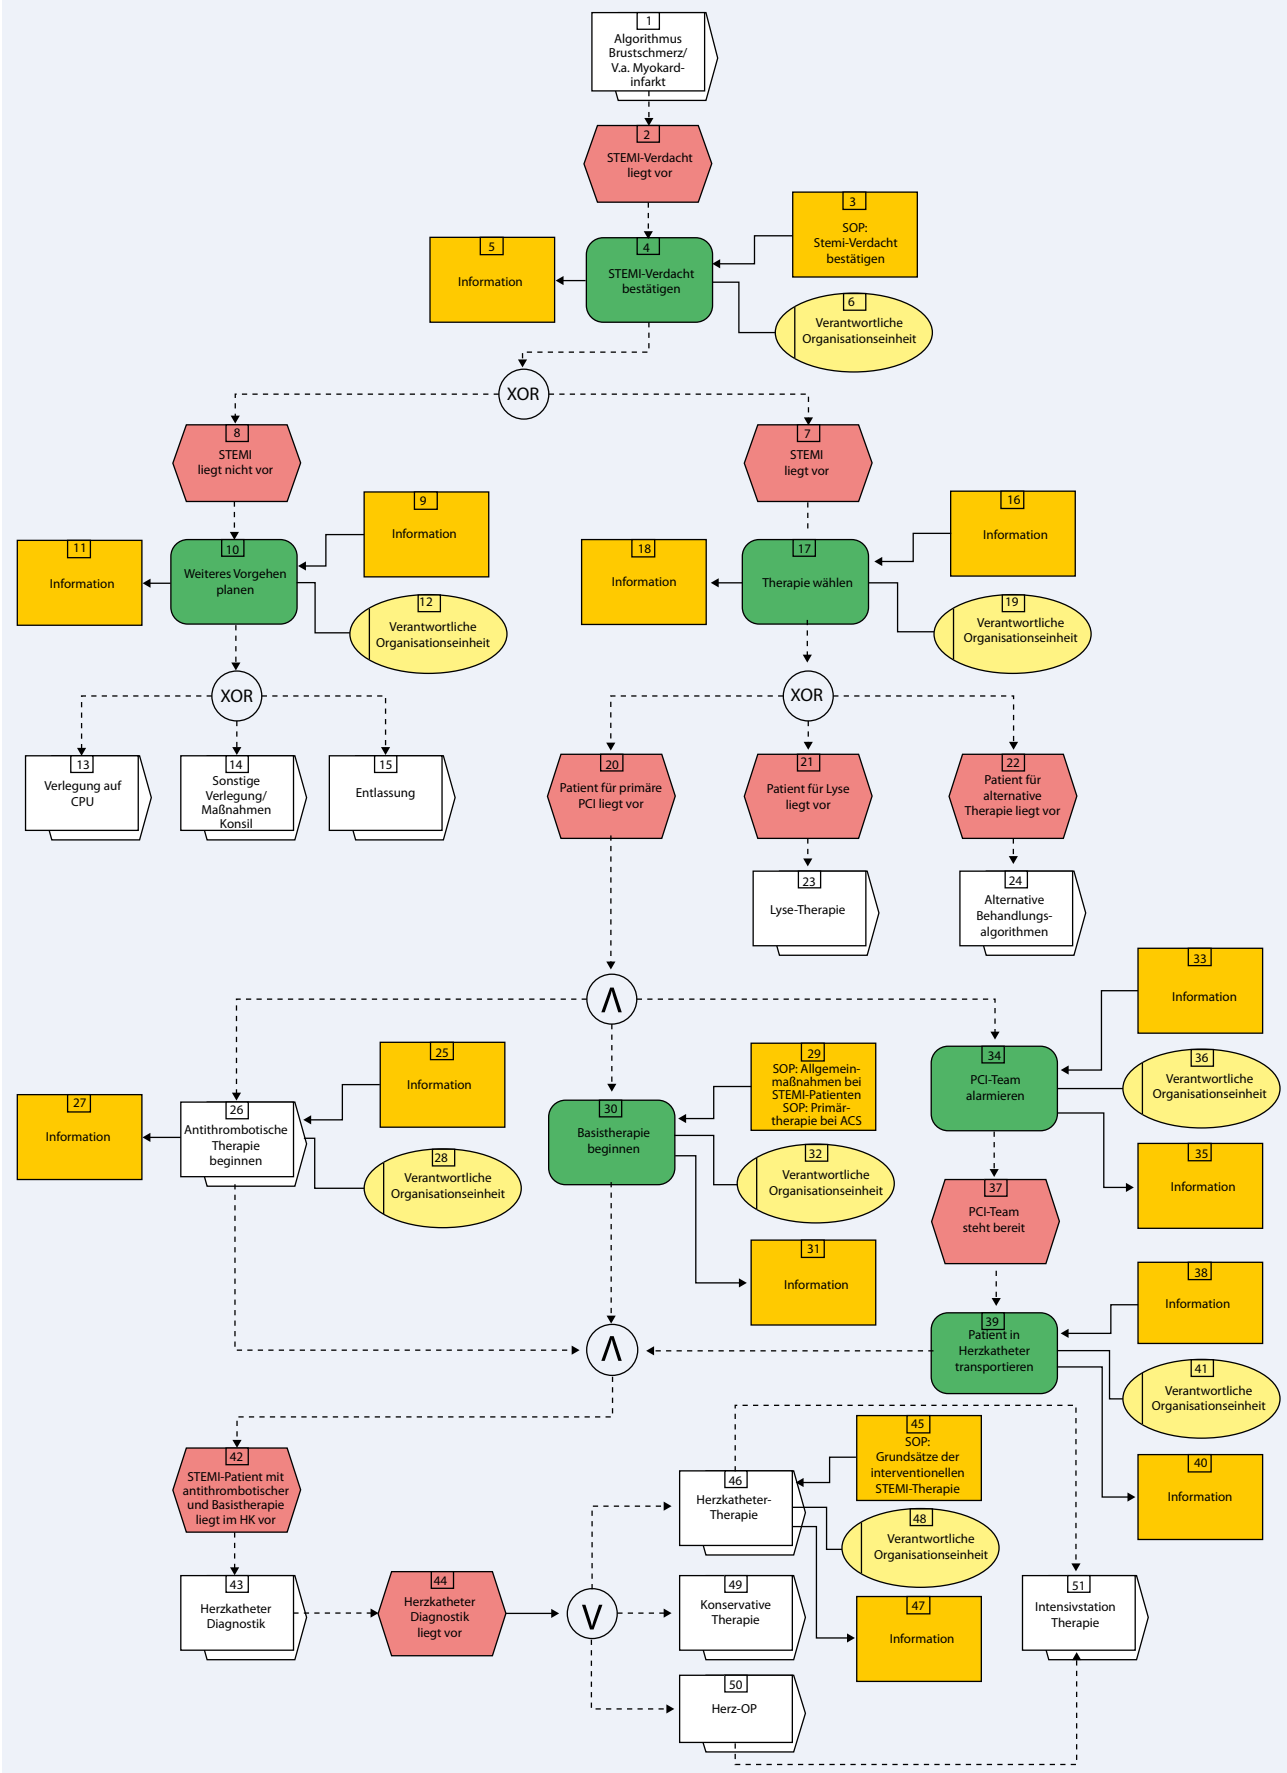 1
Algorithmus
Brustschmerz/
V.a. Myokard-
infarkt
2
STEMI-Verdacht
liegt vor
3
SOP:
Stemi-Verdacht
bestätigen
4
STEMI-Verdacht
bestätigen
5
Information
6
Verantwortliche
Organisationseinheit
XOR
8
STEMI
liegt nicht vor
7
STEMI
liegt vor
9
Information
10
Weiteres Vorgehen
planen
11
Information
12
Verantwortliche
Organisationseinheit
16
Information
17
Therapie wählen
18
Information
19
Verantwortliche
Organisationseinheit
XOR
XOR
13
Verlegung auf
CPU
14
Sonstige
Verlegung/
Maßnahmen
Konsil
15
Entlassung
20
Patient für primäre
PCI liegt vor
21
Patient für Lyse
liegt vor
22
Patient für
alternative
Therapie liegt vor
23
Lyse-Therapie
24
Alternative
Behandlungs-
algorithmen
Λ
25
Information
26
Antithrombotische
Therapie
beginnen
27
Information
28
Verantwortliche
Organisationseinheit
29
SOP: Allgemein-
maßnahmen bei
STEMI-Patienten
SOP: Primär-
therapie bei ACS
30
Basistherapie
beginnen
32
Verantwortliche
Organisationseinheit
31
Information
33
Information
34
PCI-Team
alarmieren
36
Verantwortliche
Organisationseinheit
35
Information
37
PCI-Team
steht bereit
38
Information
39
Patient in
Herzkatheter
transportieren
41
Verantwortliche
Organisationseinheit
40
Information
Λ
42
STEMI-Patient mit
antithrombotischer
und Basistherapie
liegt im HK vor
43
Herzkatheter
Diagnostik
44
Herzkatheter
Diagnostik
liegt vor
V
45
SOP:
Grundsätze der
interventionellen
STEMI-Therapie
46
Herzkatheter-
Therapie
48
Verantwortliche
Organisationseinheit
47
Information
49
Konservative
Therapie
50
Herz-OP
51
Intensivstation
Therapie